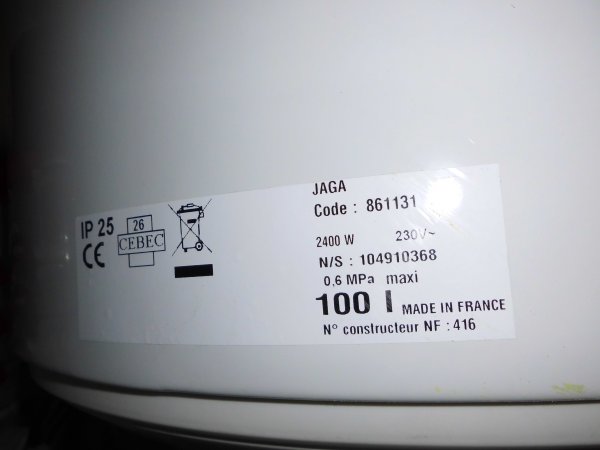 JAGA
Code : 861131
IP 25
26
CEBEC
CE
2400 W 230V~
N/S : 104910368
0,6 MPa maxi
100 l MADE IN FRANCE
N° constructeur NF : 416